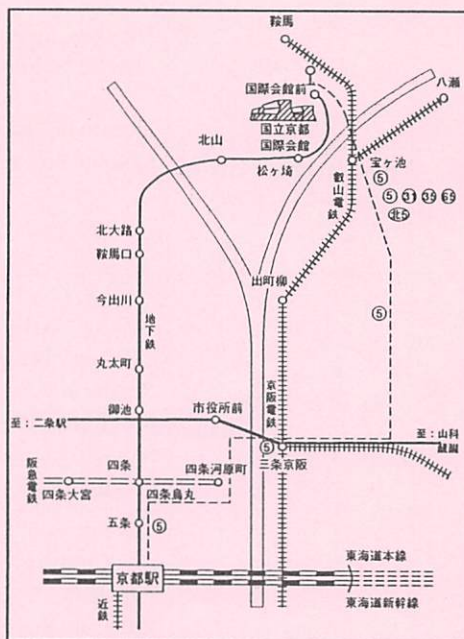 鞍馬
八瀬
国際会館前
国立京都
国際会館
北山
松ヶ崎
宝ヶ池
⑤
⑤ ㉛ ㉟ 65
北5
叡山電鉄
北大路
鞍馬口
今出川
出町柳
地下鉄
⑤
丸太町
京阪電鉄
御池
市役所前
至：二条駅
至：山科
醍醐
⑤
三条京阪
阪急電鉄
四条
四条河原町
四条大宮
四条烏丸
五条
⑤
京都駅
東海道本線
東海道新幹線
近鉄